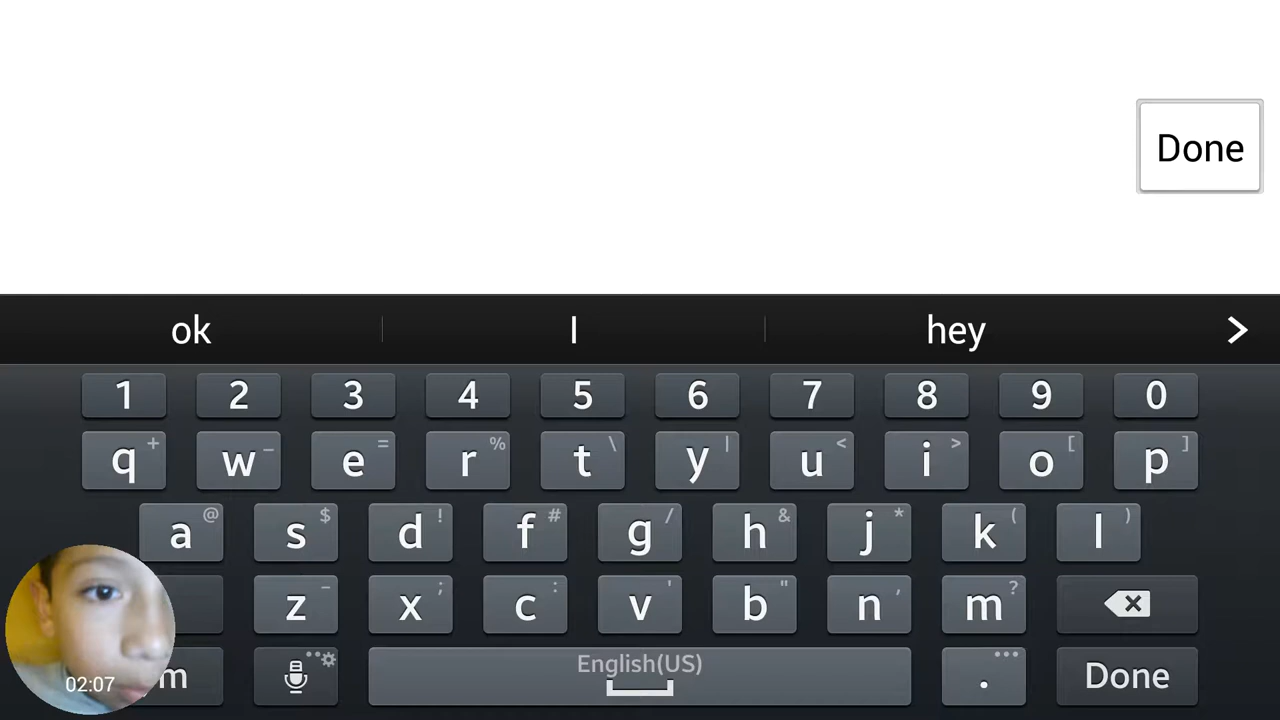 Done
ok I hey >
1 2 3 4 5 6 7 8 9 0
q + w _ e = r % t \ y | u < i > o [ p ]
a @ s $ d ! f # g / h & j * k ( l )
z - x ; c : v ' b " n , m ?
m English(US) . ... Done
02:07